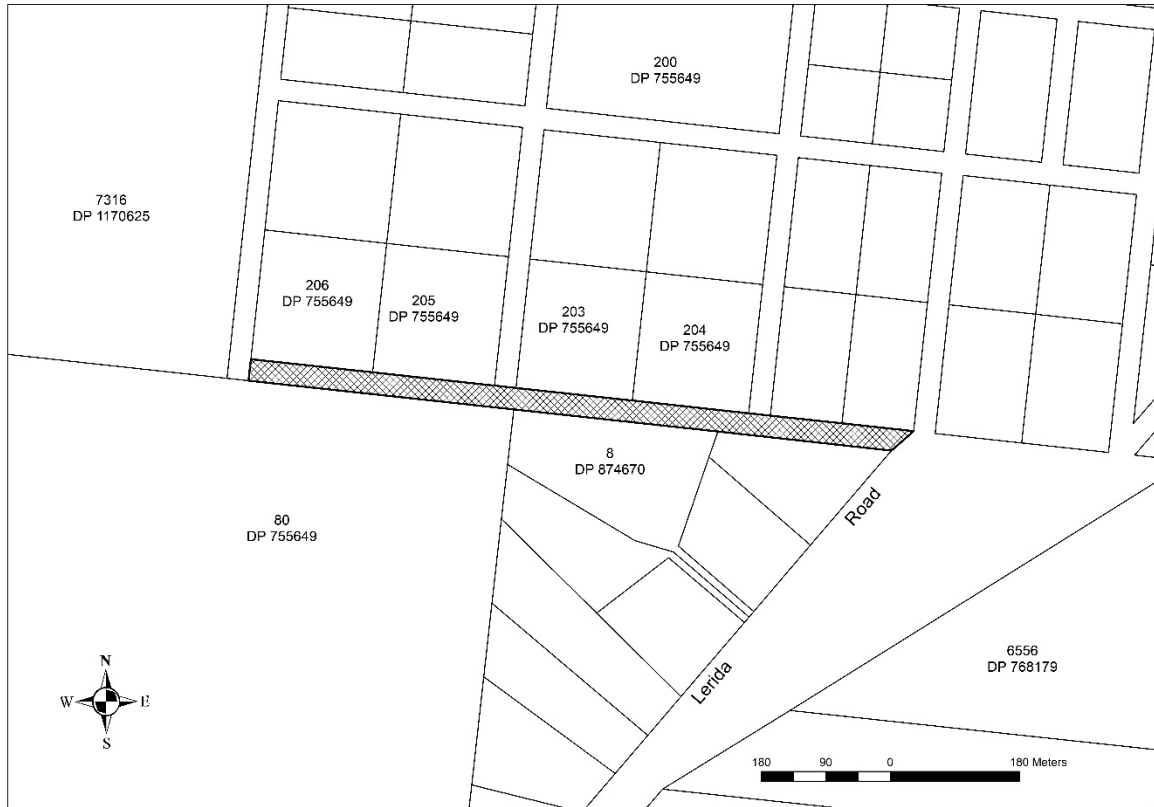 200
DP 755649
7316
DP 1170625
206
DP 755649
205
DP 755649
203
DP 755649
204
DP 755649
8
DP 874670
80
DP 755649
Road
Lerida
6556
DP 768179
N
W E
S
180 90 0 180 Meters